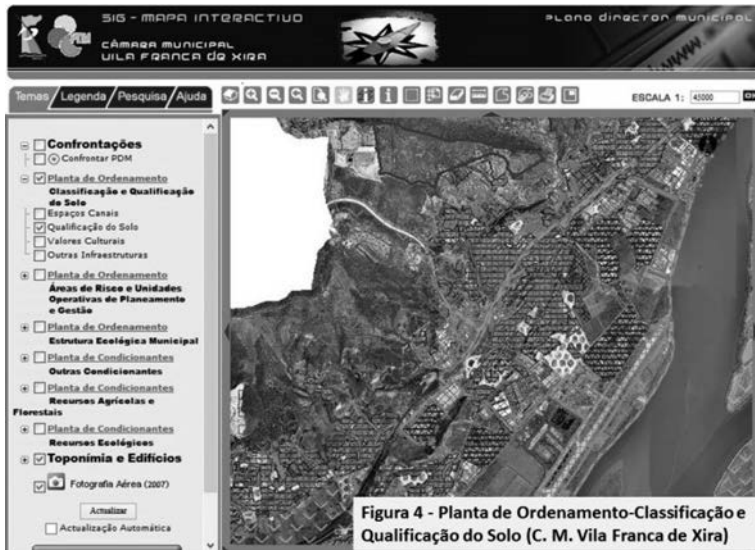 SIG - MAPA INTERACTIVO
PLANO DIRECTOR MUNICIPAL
CÂMARA MUNICIPAL
VILA FRANCA DE XIRA
Temas Legenda Pesquisa Ajuda
ESCALA 1: 45000 OK
Confrontações
Confrontar PDM
Planta de Ordenamento
Classificação e Qualificação
do Solo
Espaços Canais
Qualificação do Solo
Valores Culturais
Outras Infraestruturas
Planta de Ordenamento
Áreas de Risco e Unidades
Operativas de Planeamento
e Gestão
Planta de Ordenamento
Estrutura Ecológica Municipal
Planta de Condicionantes
Outras Condicionantes
Planta de Condicionantes
Recursos Agrícolas e
Florestais
Planta de Condicionantes
Recursos Ecológicos
Toponímia e Edifícios
Fotografia Aérea (2007)
Actualizar
Actualização Automática
Figura 4 - Planta de Ordenamento-Classificação e
Qualificação do Solo (C. M. Vila Franca de Xira)